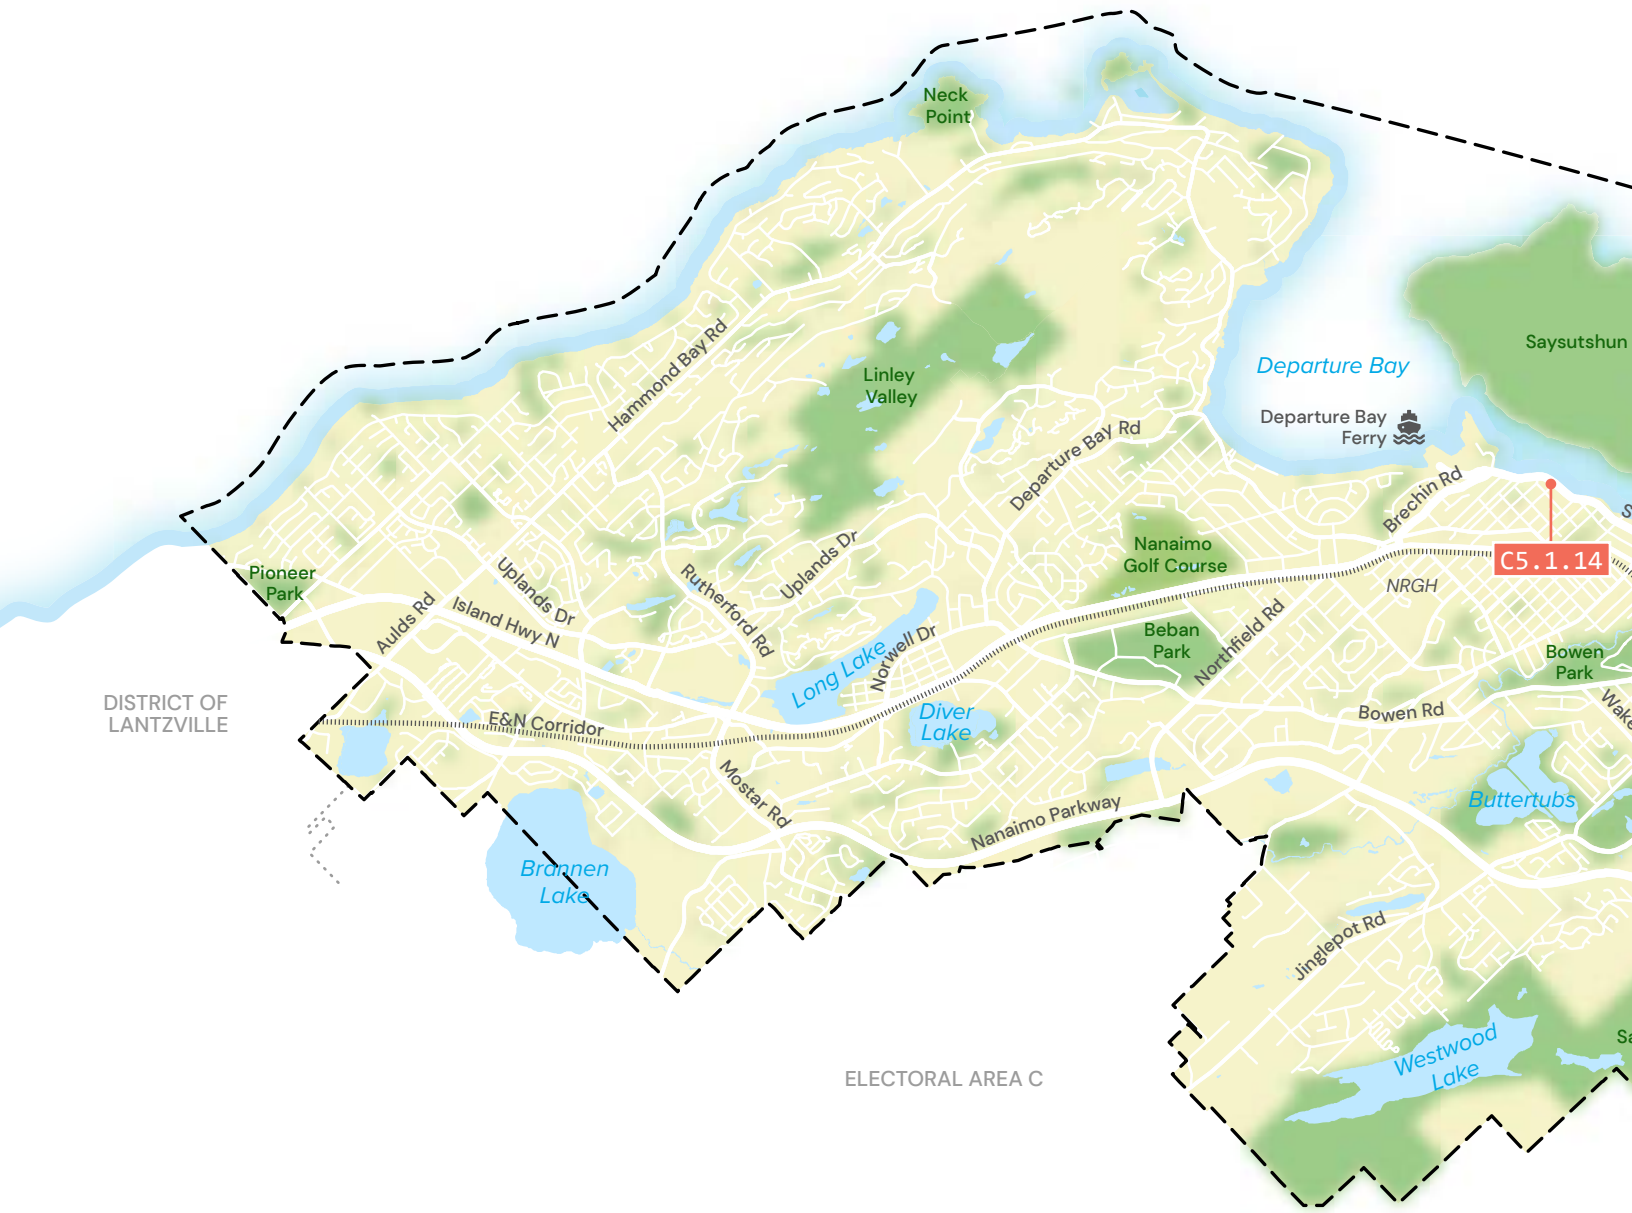 Neck
Point
Saysutshun
Departure Bay
Linley
Valley
Hammond Bay Rd
Departure Bay
Ferry
Departure Bay Rd
Brechin Rd
C5.1.14
Nanaimo
Golf Course
NRGH
Pioneer
Park
Uplands Dr
Uplands Dr
Rutherford Rd
Aulds Rd
Island Hwy N
Norwell Dr
Long Lake
Beban
Park
Northfield Rd
Bowen
Park
DISTRICT OF
LANTZVILLE
E&N Corridor
Diver
Lake
Bowen Rd
Wake
Mostar Rd
Nanaimo Parkway
Buttertubs
Brannen
Lake
Jinglepot Rd
Westwood
Lake
Sa
ELECTORAL AREA C